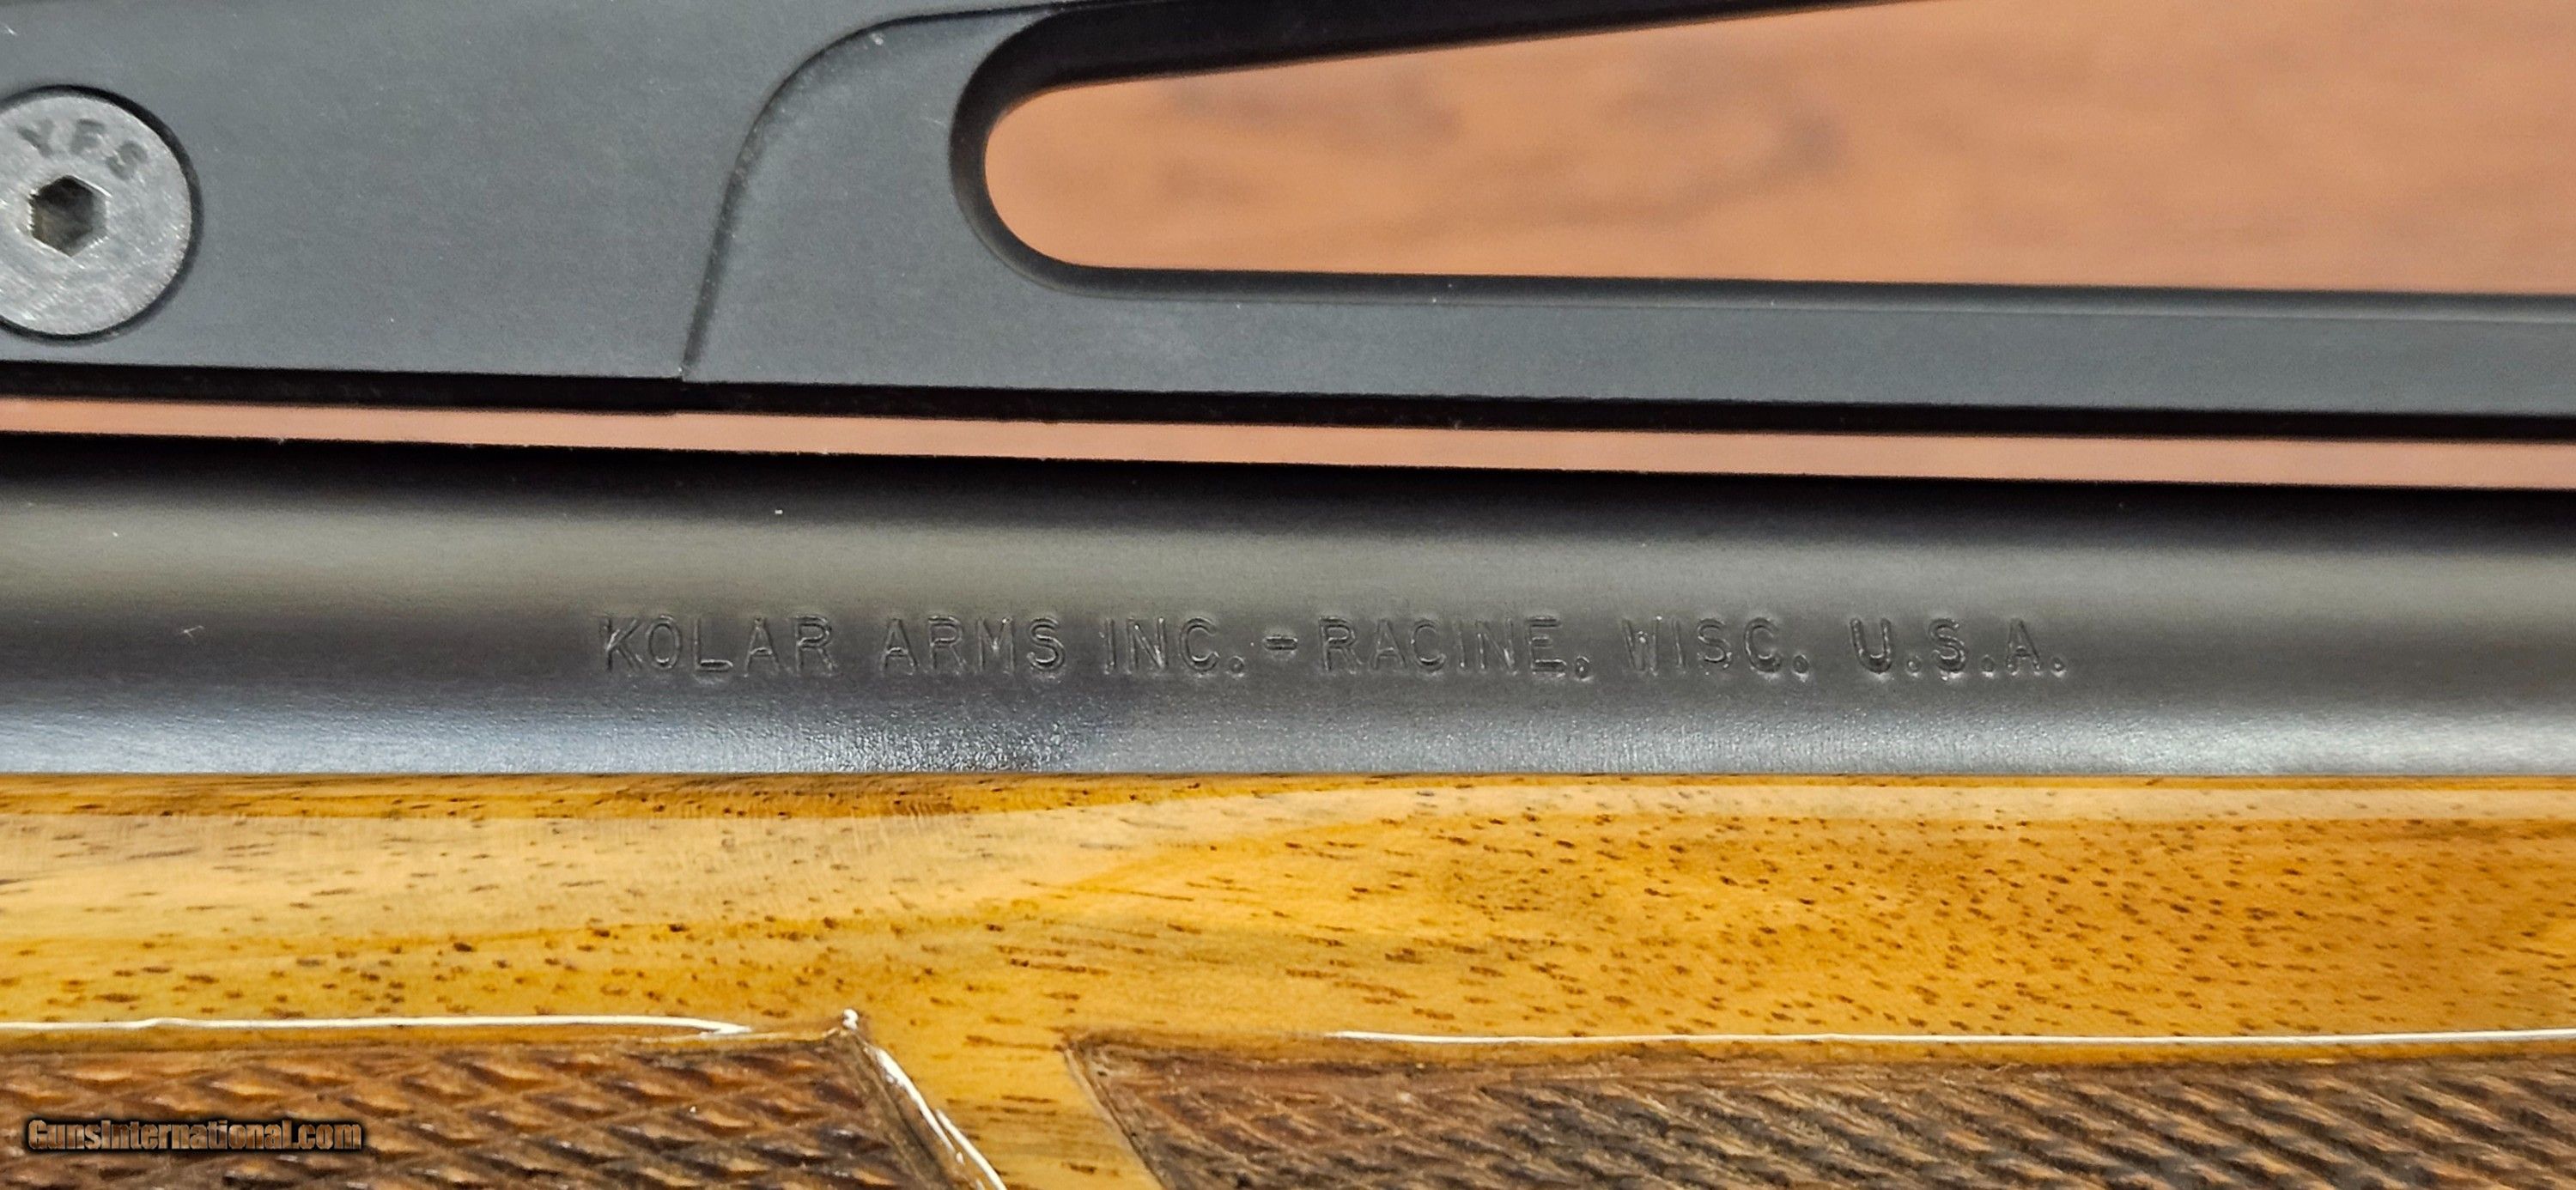 YFS
KOLAR ARMS INC.-RACINE, WISC. U.S.A.
GunsInternational.com